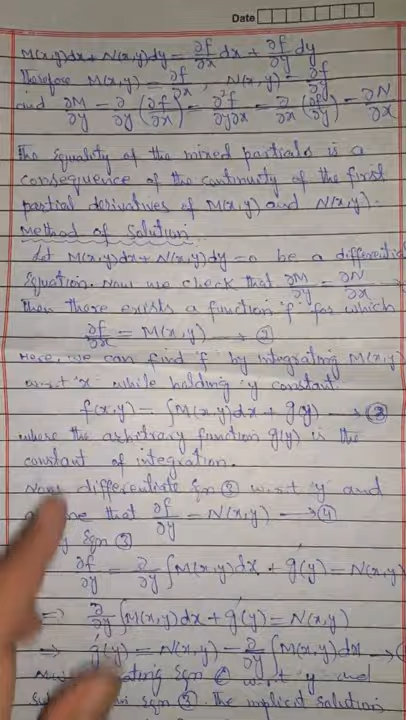 Date
M(x,y)dx + N(x,y)dy = ∂f/∂x dx + ∂f/∂y dy
Therefore M(x,y) = ∂f/∂x, N(x,y) = ∂f/∂y
and ∂M/∂y = ∂/∂y (∂f/∂x) = ∂²f/∂y∂x = ∂/∂x (∂f/∂y) = ∂N/∂x
The equality of the mixed partials is a
consequence of the continuity of the first
partial derivatives of M(x,y) and N(x,y).
Method of Solution
Let M(x,y)dx + N(x,y)dy = 0 be a differential
Equation. Now we check that ∂M/∂y = ∂N/∂x
Then there exists a function 'f' for which
∂f/∂x = M(x,y) → ②
Here, we can find 'f' by integrating M(x,y)
w.r.t 'x' while holding 'y' constant.
f(x,y) = ∫M(x,y)dx + g(y) → ③
where the arbitrary function g(y) is the
constant of integration.
Now differentiate Eqn ③ w.r.t 'y' and
that ∂f/∂y = N(x,y) → ④
Eqn ③
∂f/∂y = ∂/∂y ∫M(x,y)dx + g'(y) = N(x,y)
⇒ ∂/∂y ∫M(x,y)dx + g'(y) = N(x,y)
⇒ g'(y) = N(x,y) − ∂/∂y ∫M(x,y)dx →
Eqn w.r.t y and
in Eqn ③. The implicit solution